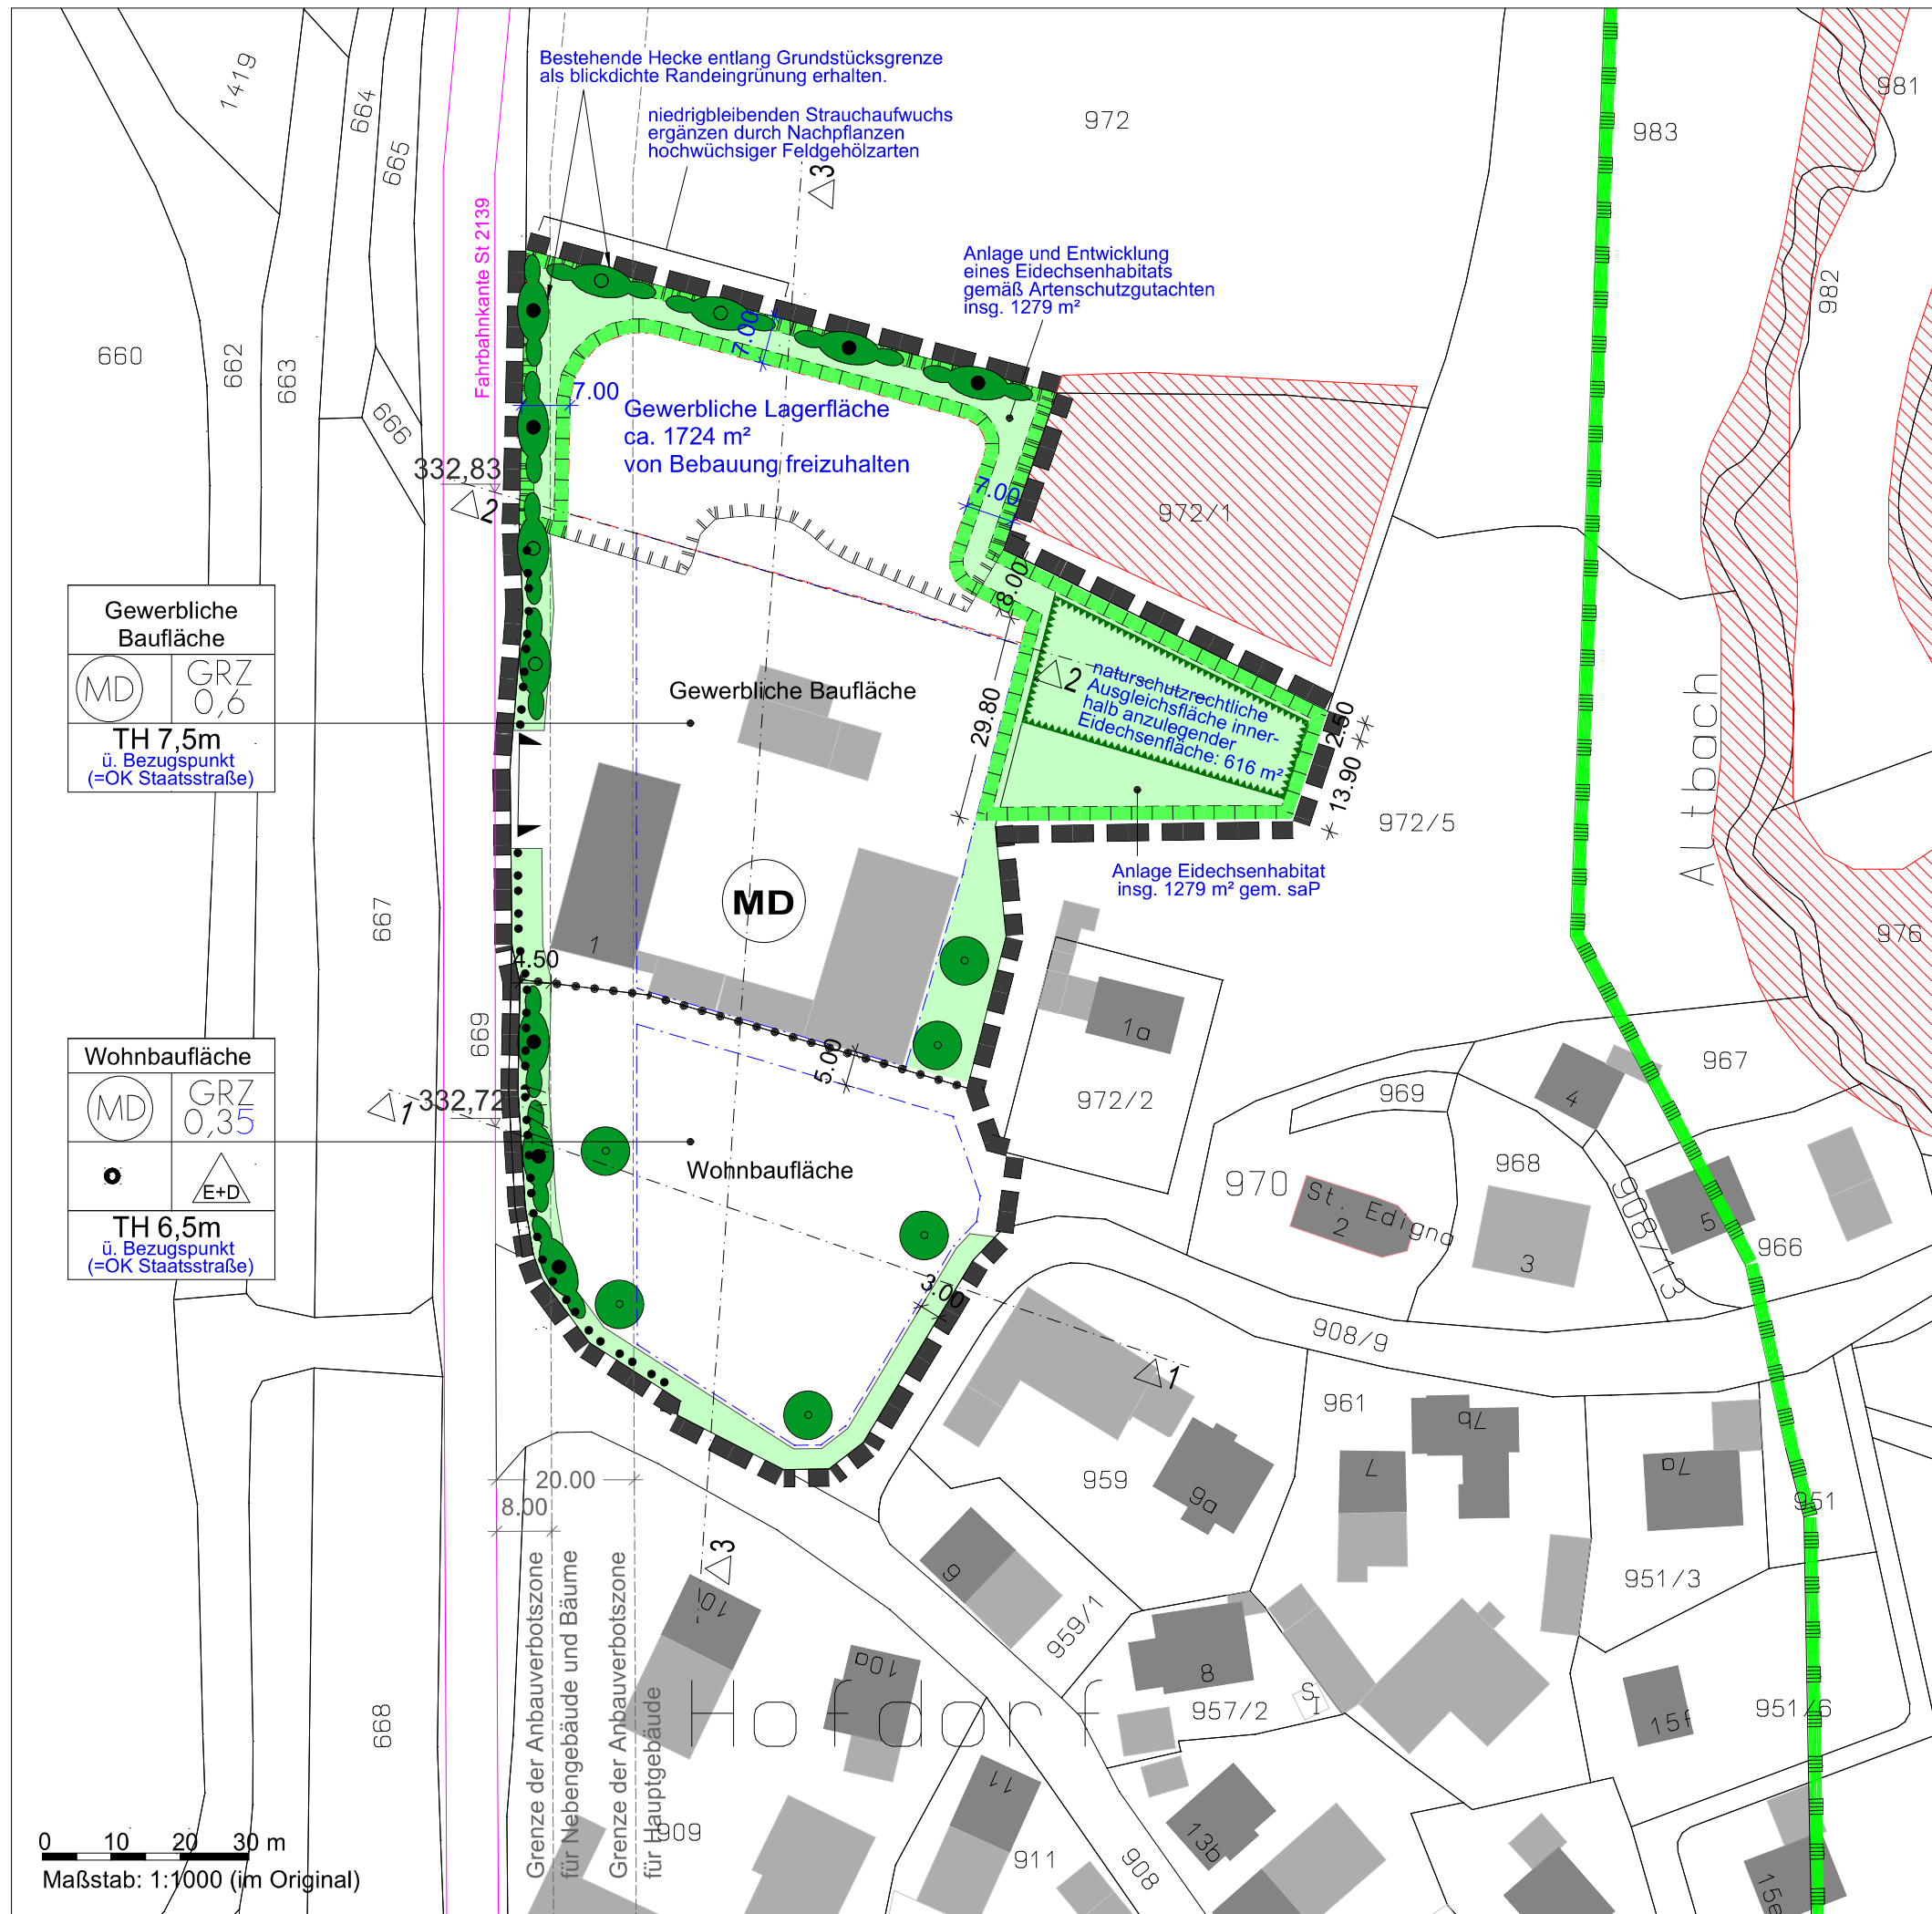 Bestehende Hecke entlang Grundstücksgrenze
als blickdichte Randeingrünung erhalten.
niedrigbleibenden Strauchaufwuchs
ergänzen durch Nachpflanzen
hochwüchsiger Feldgehölzarten
Anlage und Entwicklung
eines Eidechsenhabitats
gemäß Artenschutzgutachten
insg. 1279 m²
1419
664
665
972
983
981
982
3
Fahrbahnkante St 2139
660
662
663
666
7.00
7.00
7.00
Gewerbliche Lagerfläche
ca. 1724 m²
von Bebauung freizuhalten
332,83
2
972/1
8.00
Gewerbliche
Baufläche
MD
GRZ
0,6
TH 7,5m
ü. Bezugspunkt
(=OK Staatsstraße)
Gewerbliche Baufläche
29.80
2
naturschutzrechtliche
Ausgleichsfläche inner-
halb anzulegender
Eidechsenfläche: 616 m²
2.50
13.90
972/5
Altbach
Anlage Eidechsenhabitat
insg. 1279 m² gem. saP
MD
1
4.50
667
669
976
1a
972/2
5.00
Wohnbaufläche
MD
GRZ
0,35
E+D
TH 6,5m
ü. Bezugspunkt
(=OK Staatsstraße)
1
332,72
Wohnbaufläche
3.00
1
969
967
4
968
970
St. Edigna
2
3
908/13
5
966
908/9
961
959
9a
7
7b
7a
951
951/3
20.00
8.00
3
9
959/1
10
10a
8
957/2
S
I
15f
951/6
668
Hofdorf
Grenze der Anbauverbotszone
für Nebengebäude und Bäume
Grenze der Anbauverbotszone
für Hauptgebäude
909
11
911
908
13b
15e
0 10 20 30 m
Maßstab: 1:1000 (im Original)